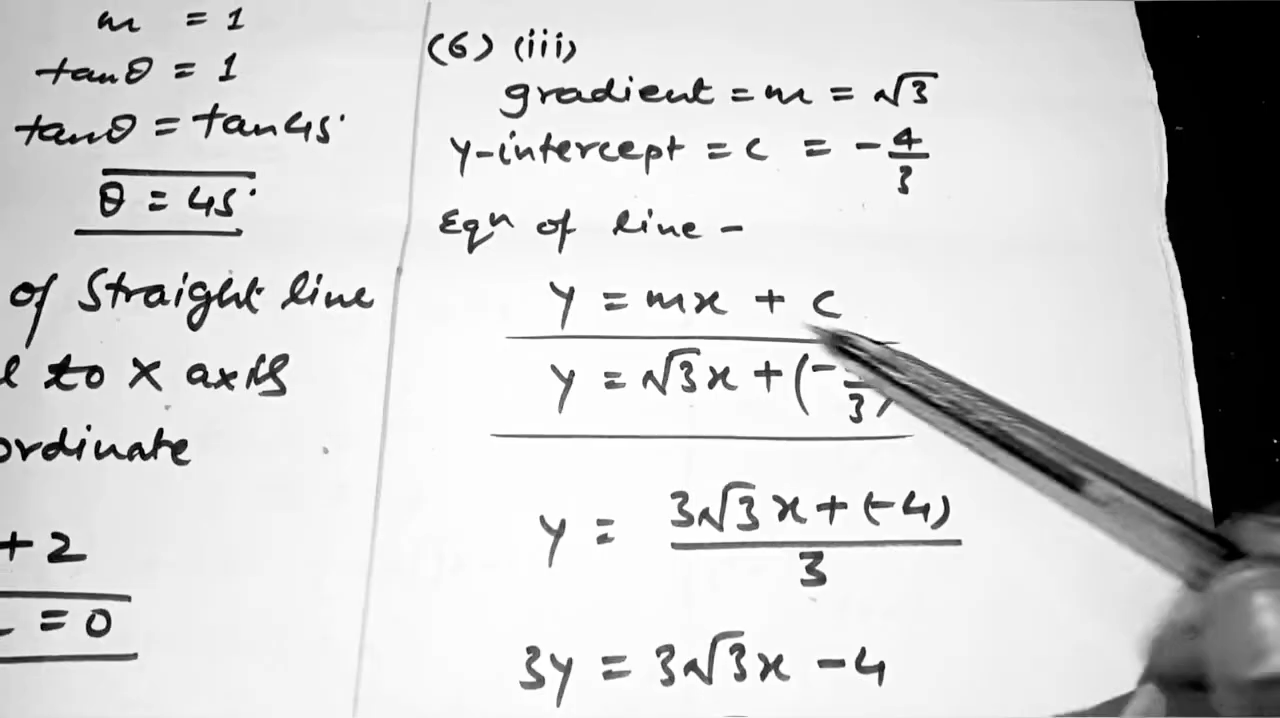 m = 1
tanθ = 1
tanθ = tan45°
θ = 45°
of Straight line
to X axis
ordinate
+ 2
= 0
(6) (iii)
gradient = m = √3
y-intercept = c = -4/3
Eqn of line -
y = mx + c
y = √3x + (-  /3)
y = 3√3x + (-4) / 3
3y = 3√3x - 4